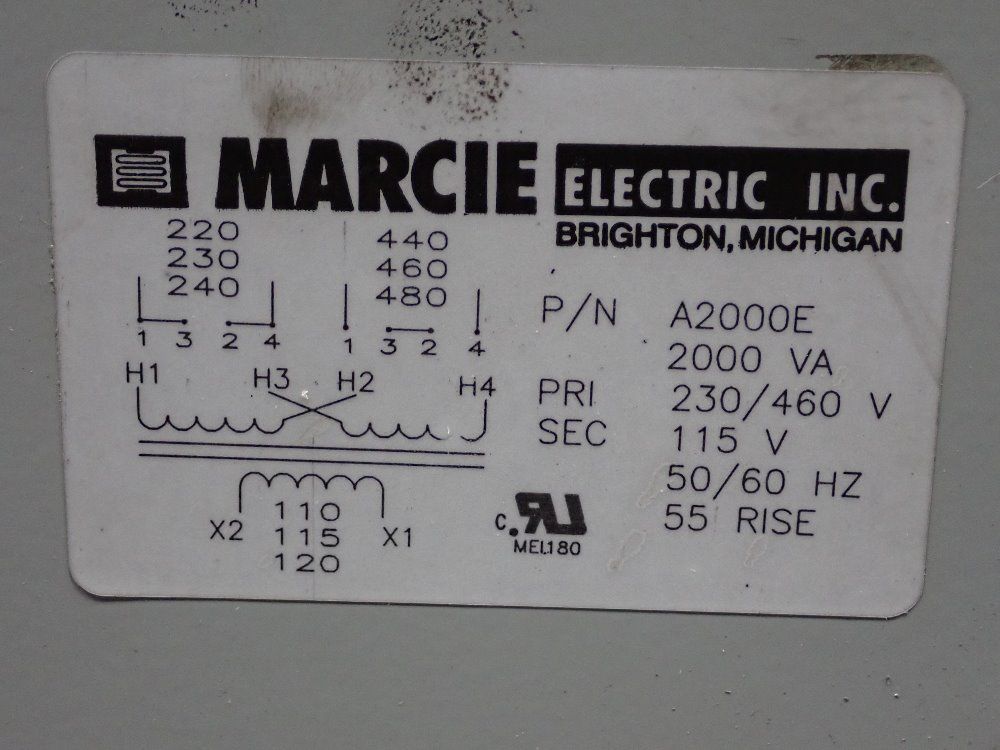 MARCIE ELECTRIC INC.
BRIGHTON, MICHIGAN
220 440
230 460
240 480
1 3 2 4 1 3 2 4
H1 H3 H2 H4
P/N A2000E
2000 VA
PRI 230/460 V
SEC 115 V
50/60 HZ
55 RISE
X2 110 X1
115
120
c. RU
MEL180